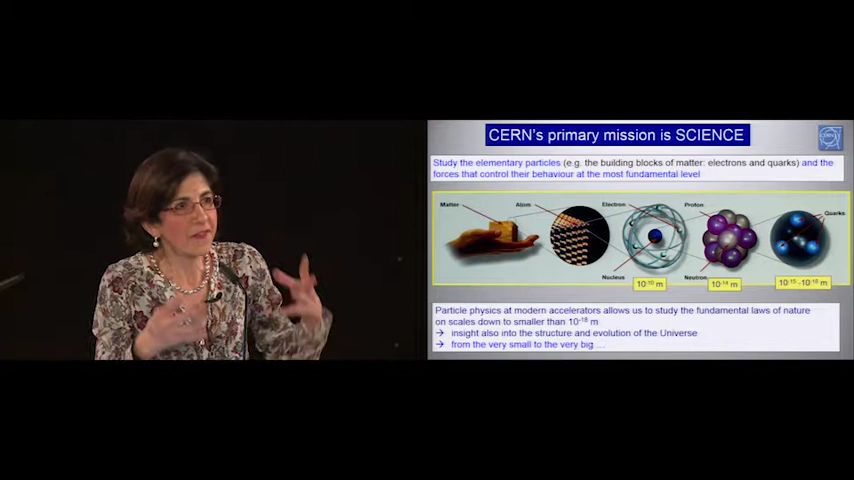 CERN's primary mission is SCIENCE
CERN
Study the elementary particles (e.g. the building blocks of matter: electrons and quarks) and the
forces that control their behaviour at the most fundamental level
Matter
Atom
Electron
Proton
Quarks
Nucleus
Neutron
10⁻¹⁰ m
10⁻¹⁴ m
10⁻¹⁵ -10⁻¹⁸ m
Particle physics at modern accelerators allows us to study the fundamental laws of nature
on scales down to smaller than 10⁻¹⁸ m
→ insight also into the structure and evolution of the Universe
→ from the very small to the very big ...